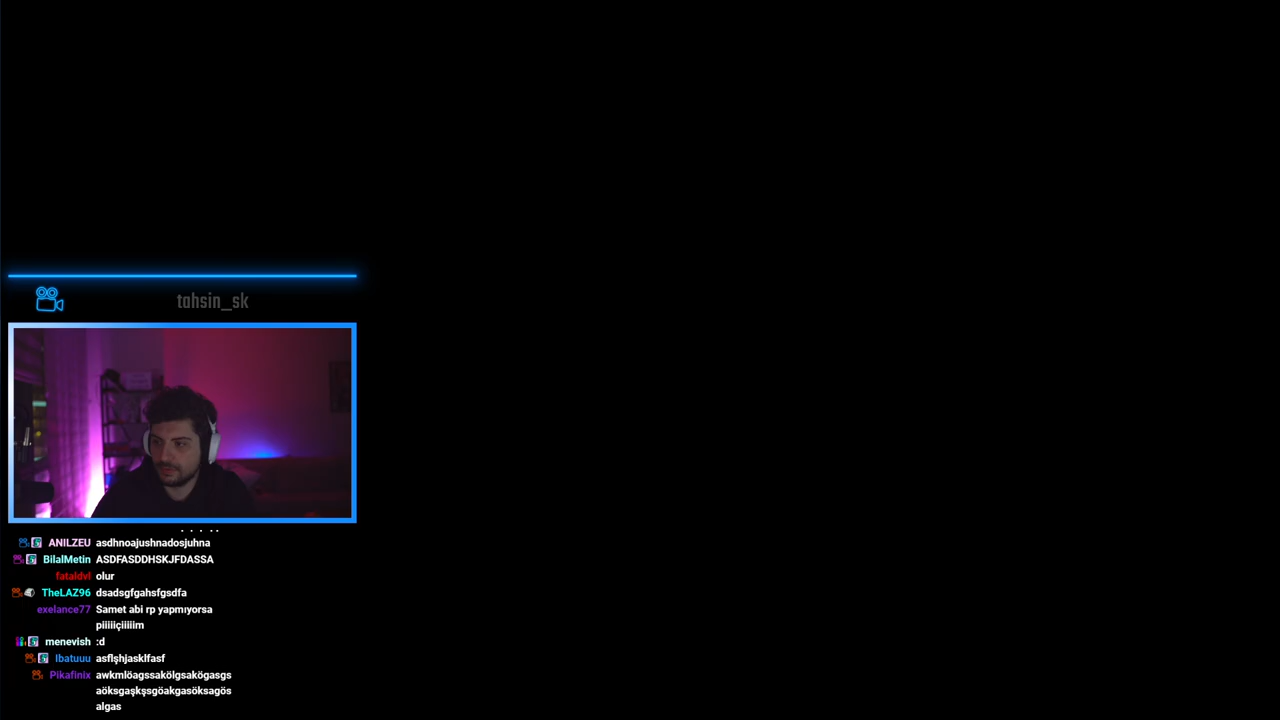 tahsin_sk
ANILZEU asdhnoajushnadosjuhna
BilalMetin ASDFASDDHSKJFDASSA
fataldvl olur
TheLAZ96 dsadsgfgahsfgsdfa
exelance77 Samet abi rp yapmıyorsa
piiiiiçiiiiim
menevish :d
Ibatuuu asflşhjasklfasf
Pikafinix awkmlöagssakölgsakögasgs
aöksgaşkşsgöakgasöksagös
algas